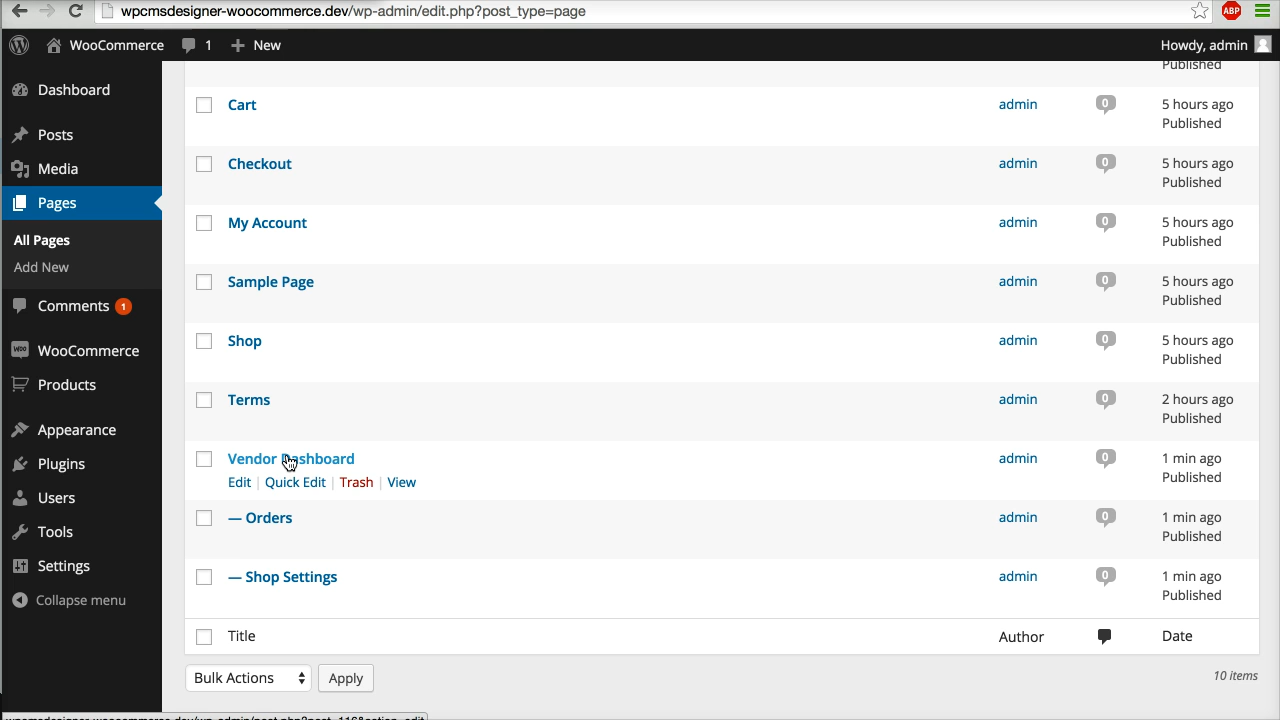 wpcmsdesigner-woocommerce.dev/wp-admin/edit.php?post_type=page
ABP
WooCommerce 1 New Howdy, admin
Published
Dashboard
Posts
Media
Pages
All Pages
Add New
Comments 1
WooCommerce
Products
Appearance
Plugins
Users
Tools
Settings
Collapse menu
Cart admin 0 5 hours ago
Published
Checkout admin 0 5 hours ago
Published
My Account admin 0 5 hours ago
Published
Sample Page admin 0 5 hours ago
Published
Shop admin 0 5 hours ago
Published
Terms admin 0 2 hours ago
Published
Vendor Dashboard admin 0 1 min ago
Edit | Quick Edit | Trash | View Published
— Orders admin 0 1 min ago
Published
— Shop Settings admin 0 1 min ago
Published
Title Author Date
Bulk Actions Apply 10 items